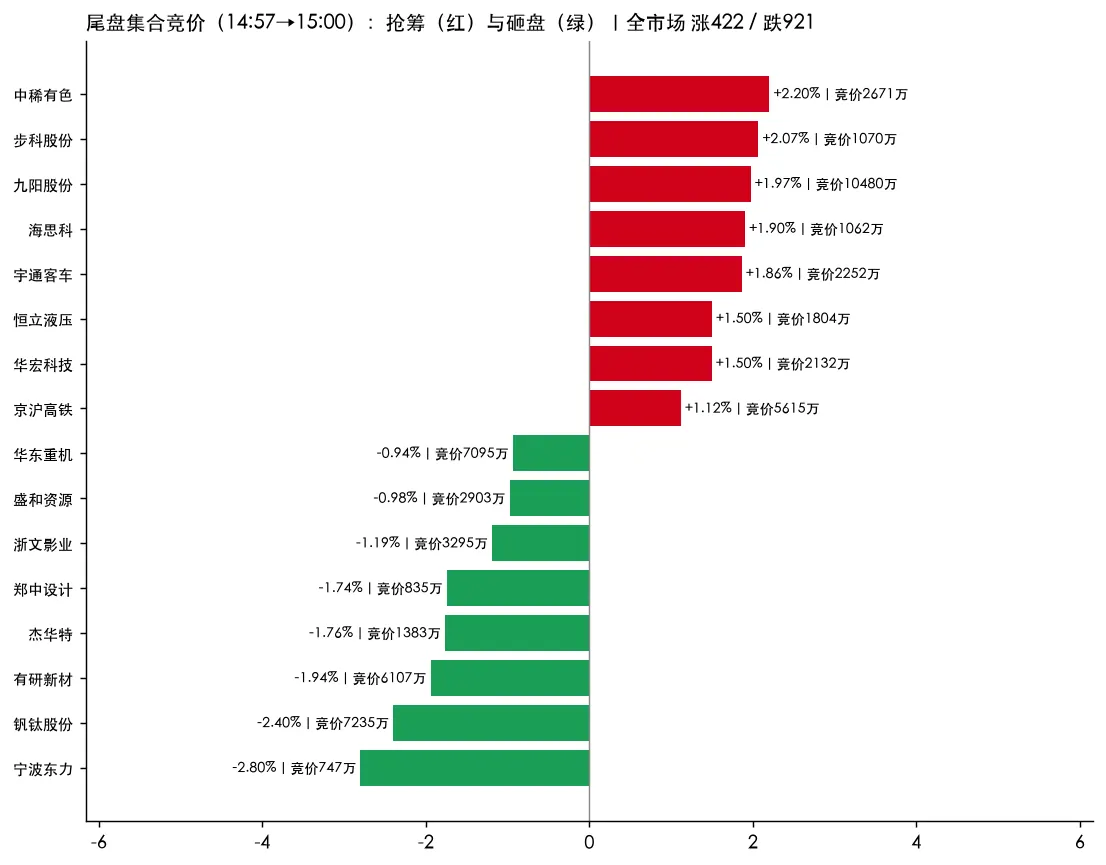 尾盘集合竞价（14:57→15:00）：抢筹（红）与砸盘（绿）｜全市场 涨422 / 跌921
中稀有色 +2.20%｜竞价2671万
步科股份 +2.07%｜竞价1070万
九阳股份 +1.97%｜竞价10480万
海思科 +1.90%｜竞价1062万
宇通客车 +1.86%｜竞价2252万
恒立液压 +1.50%｜竞价1804万
华宏科技 +1.50%｜竞价2132万
京沪高铁 +1.12%｜竞价5615万
华东重机 -0.94%｜竞价7095万
盛和资源 -0.98%｜竞价2903万
浙文影业 -1.19%｜竞价3295万
郑中设计 -1.74%｜竞价835万
杰华特 -1.76%｜竞价1383万
有研新材 -1.94%｜竞价6107万
钒钛股份 -2.40%｜竞价7235万
宁波东力 -2.80%｜竞价747万
-6 -4 -2 0 2 4 6